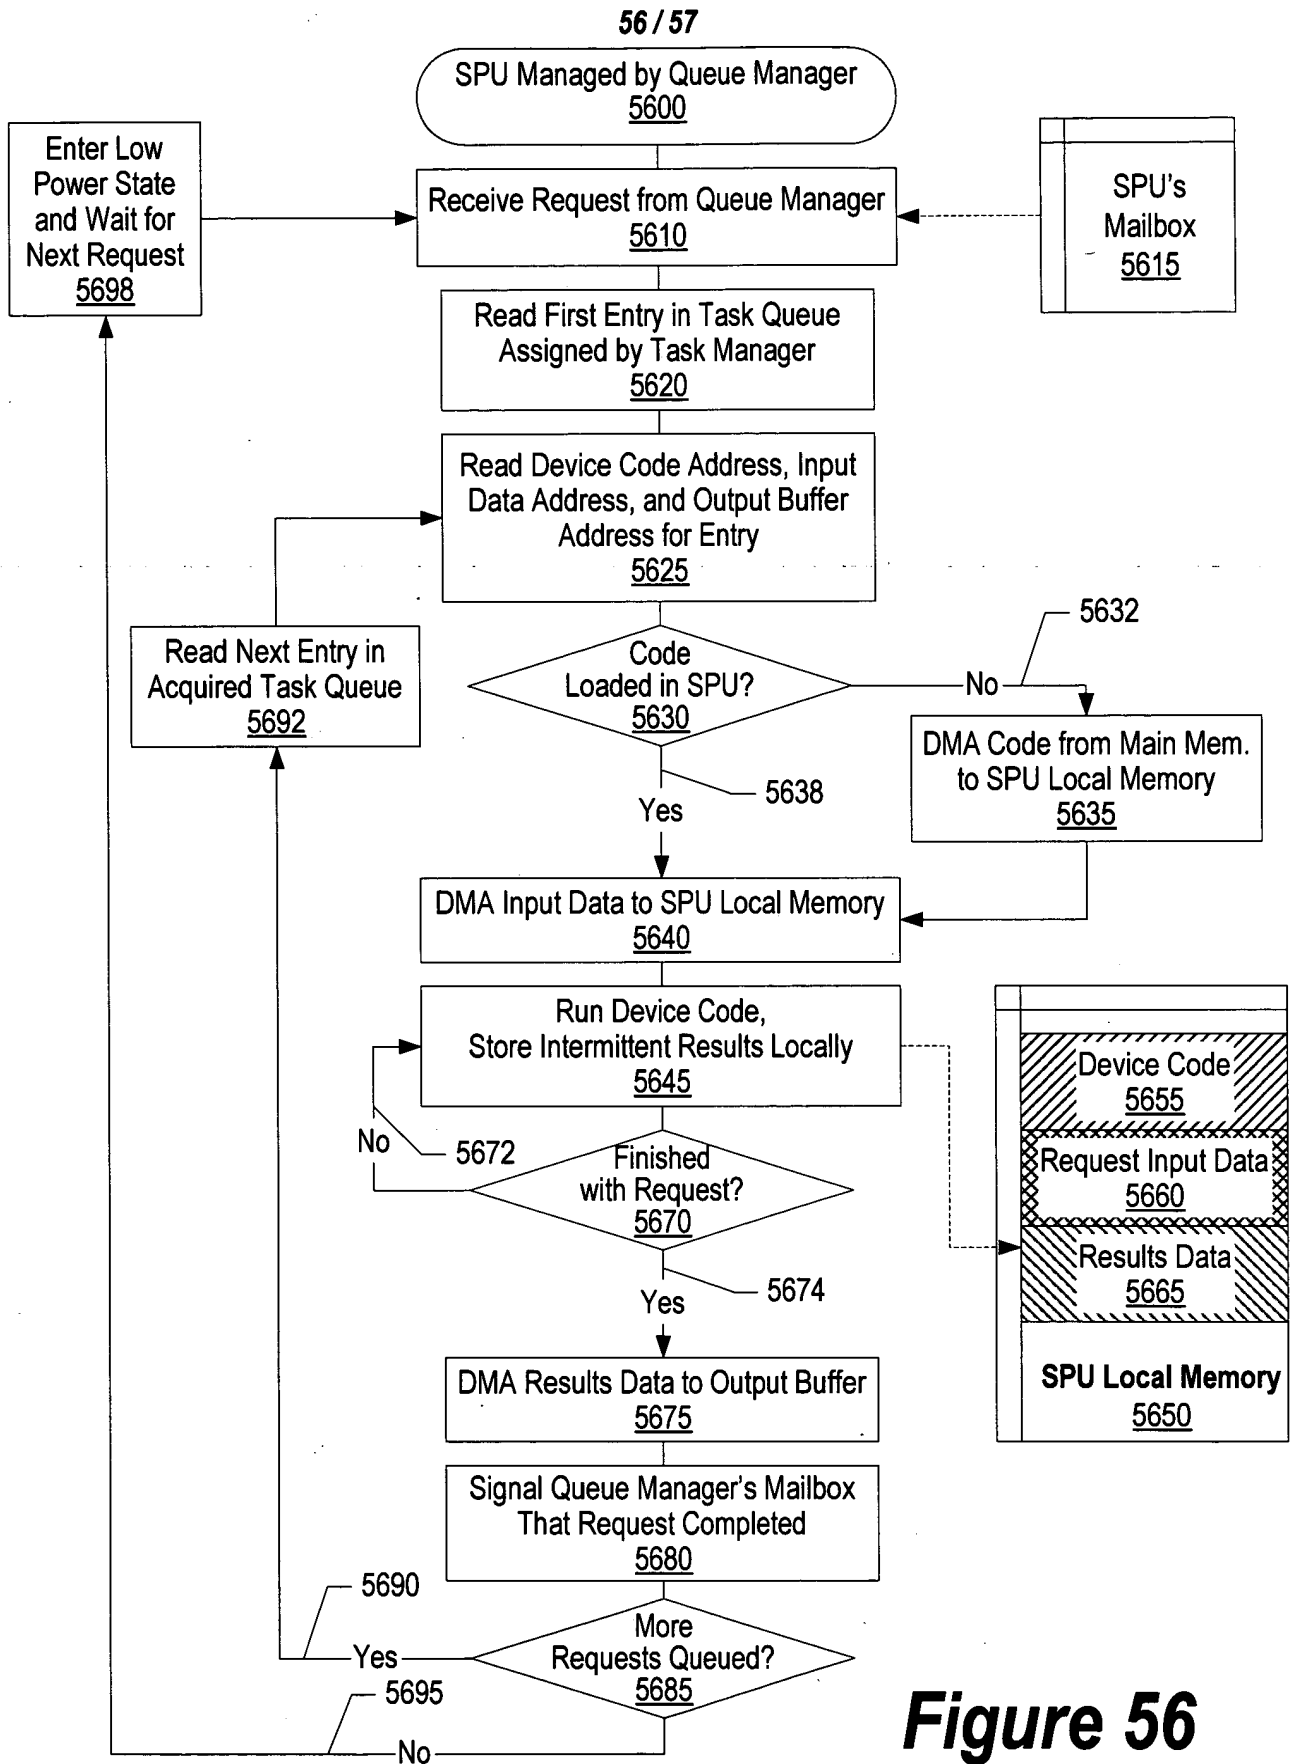 56 / 57
SPU Managed by Queue Manager
5600
Enter Low
Power State
and Wait for
Next Request
5698
Receive Request from Queue Manager
5610
SPU's
Mailbox
5615
Read First Entry in Task Queue
Assigned by Task Manager
5620
Read Device Code Address, Input
Data Address, and Output Buffer
Address for Entry
5625
Read Next Entry in
Acquired Task Queue
5692
Code
Loaded in SPU?
5630
No
5632
DMA Code from Main Mem.
to SPU Local Memory
5635
5638
Yes
DMA Input Data to SPU Local Memory
5640
Run Device Code,
Store Intermittent Results Locally
5645
Device Code
5655
Request Input Data
5660
Results Data
5665
SPU Local Memory
5650
No
5672
Finished
with Request?
5670
5674
Yes
DMA Results Data to Output Buffer
5675
Signal Queue Manager's Mailbox
That Request Completed
5680
5690
Yes
More
Requests Queued?
5685
5695
No
Figure 56